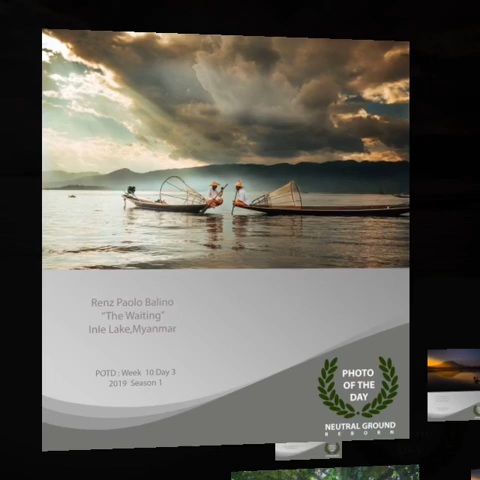 Renz Paolo Balino
"The Waiting"
Inle Lake,Myanmar
POTD : Week 10 Day 3
2019 Season 1
PHOTO
OF THE
DAY
NEUTRAL GROUND
REBORN